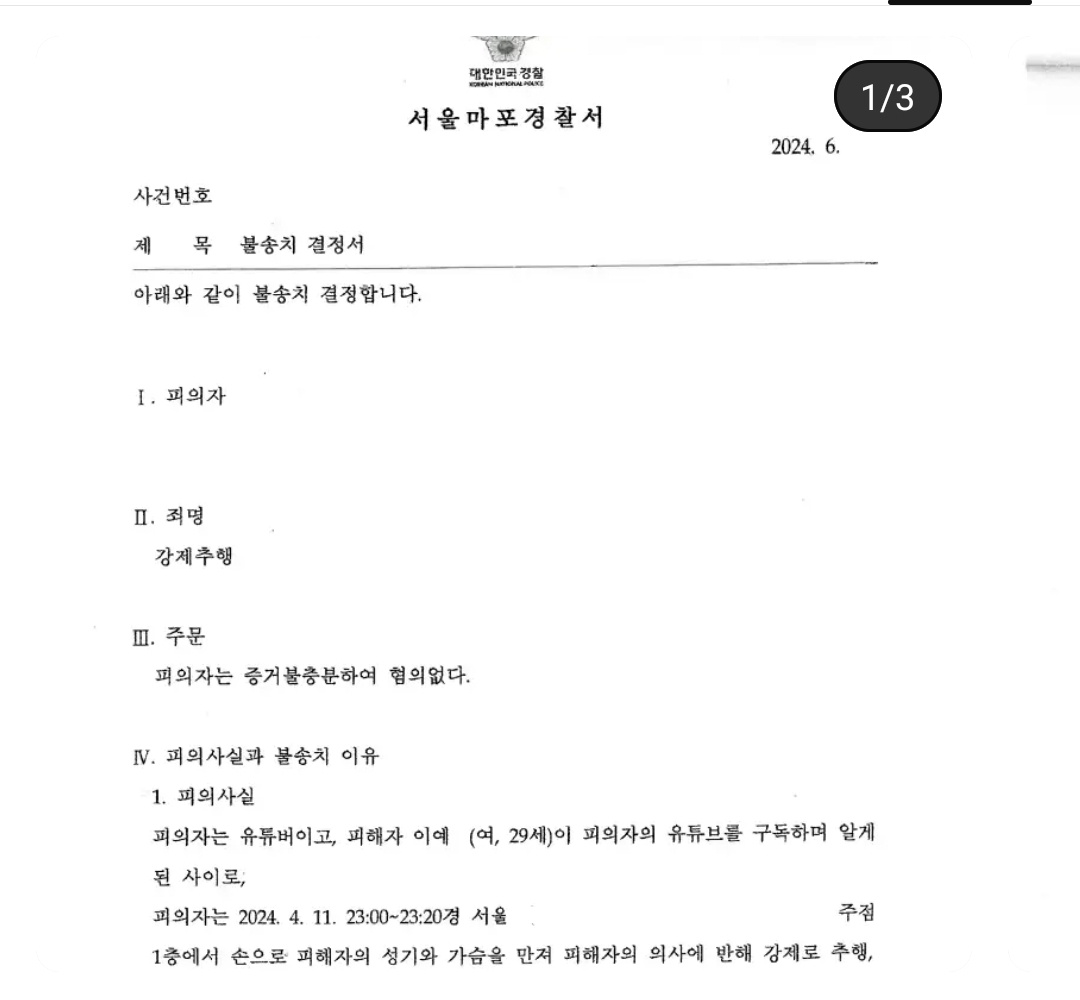 대한민국 경찰
KOREAN NATIONAL POLICE
서울마포경찰서
1/3
2024. 6.
사건번호
제 목 불송치 결정서
아래와 같이 불송치 결정합니다.
Ⅰ. 피의자
Ⅱ. 죄명
강제추행
Ⅲ. 주문
피의자는 증거불충분하여 혐의없다.
Ⅳ. 피의사실과 불송치 이유
1. 피의사실
피의자는 유튜버이고, 피해자 이예 (여, 29세)이 피의자의 유튜브를 구독하며 알게
된 사이로,
피의자는 2024. 4. 11. 23:00~23:20경 서울 주점
1층에서 손으로 피해자의 성기와 가슴을 만져 피해자의 의사에 반해 강제로 추행,